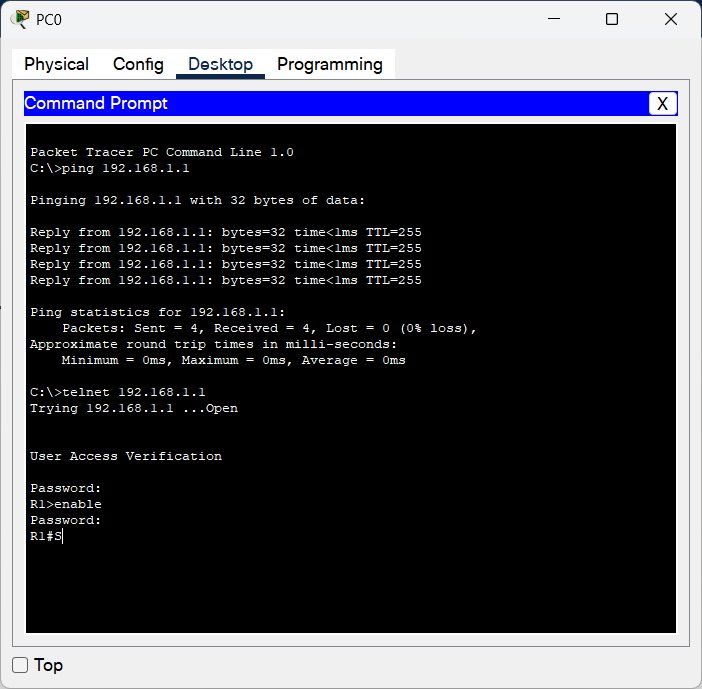 PC0
Physical Config Desktop Programming
Command Prompt X
Packet Tracer PC Command Line 1.0
C:\>ping 192.168.1.1
Pinging 192.168.1.1 with 32 bytes of data:
Reply from 192.168.1.1: bytes=32 time<1ms TTL=255
Reply from 192.168.1.1: bytes=32 time<1ms TTL=255
Reply from 192.168.1.1: bytes=32 time<1ms TTL=255
Reply from 192.168.1.1: bytes=32 time<1ms TTL=255
Ping statistics for 192.168.1.1:
    Packets: Sent = 4, Received = 4, Lost = 0 (0% loss),
Approximate round trip times in milli-seconds:
    Minimum = 0ms, Maximum = 0ms, Average = 0ms
C:\>telnet 192.168.1.1
Trying 192.168.1.1 ...Open
User Access Verification
Password:
R1>enable
Password:
R1#S
Top